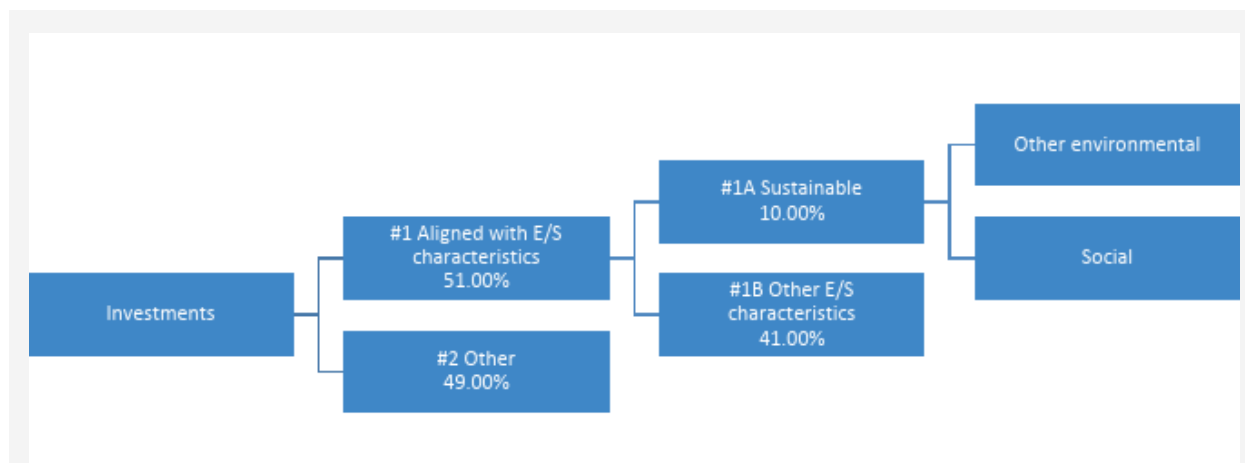 Investments
#1 Aligned with E/S
characteristics
51.00%
#2 Other
49.00%
#1A Sustainable
10.00%
#1B Other E/S
characteristics
41.00%
Other environmental
Social